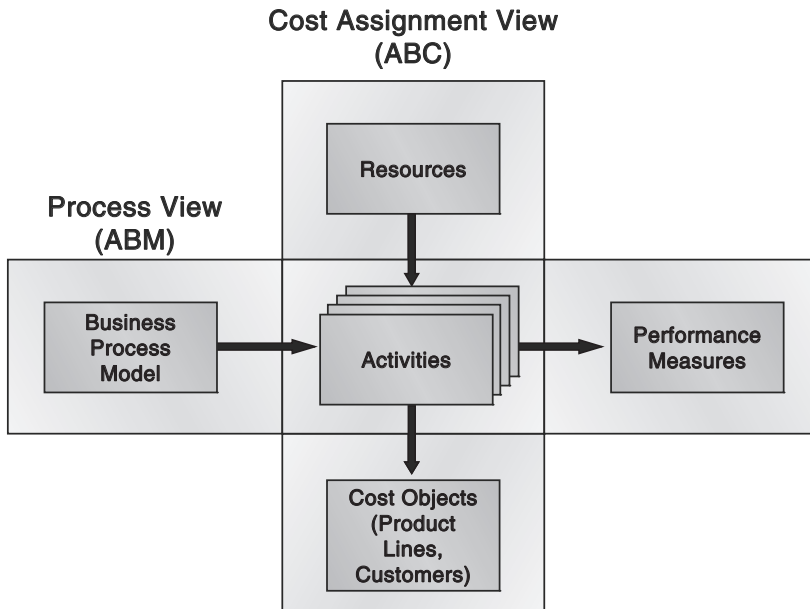 Cost Assignment View
(ABC)
Resources
Process View
(ABM)
Business
Process
Model
Activities
Performance
Measures
Cost Objects
(Product
Lines,
Customers)